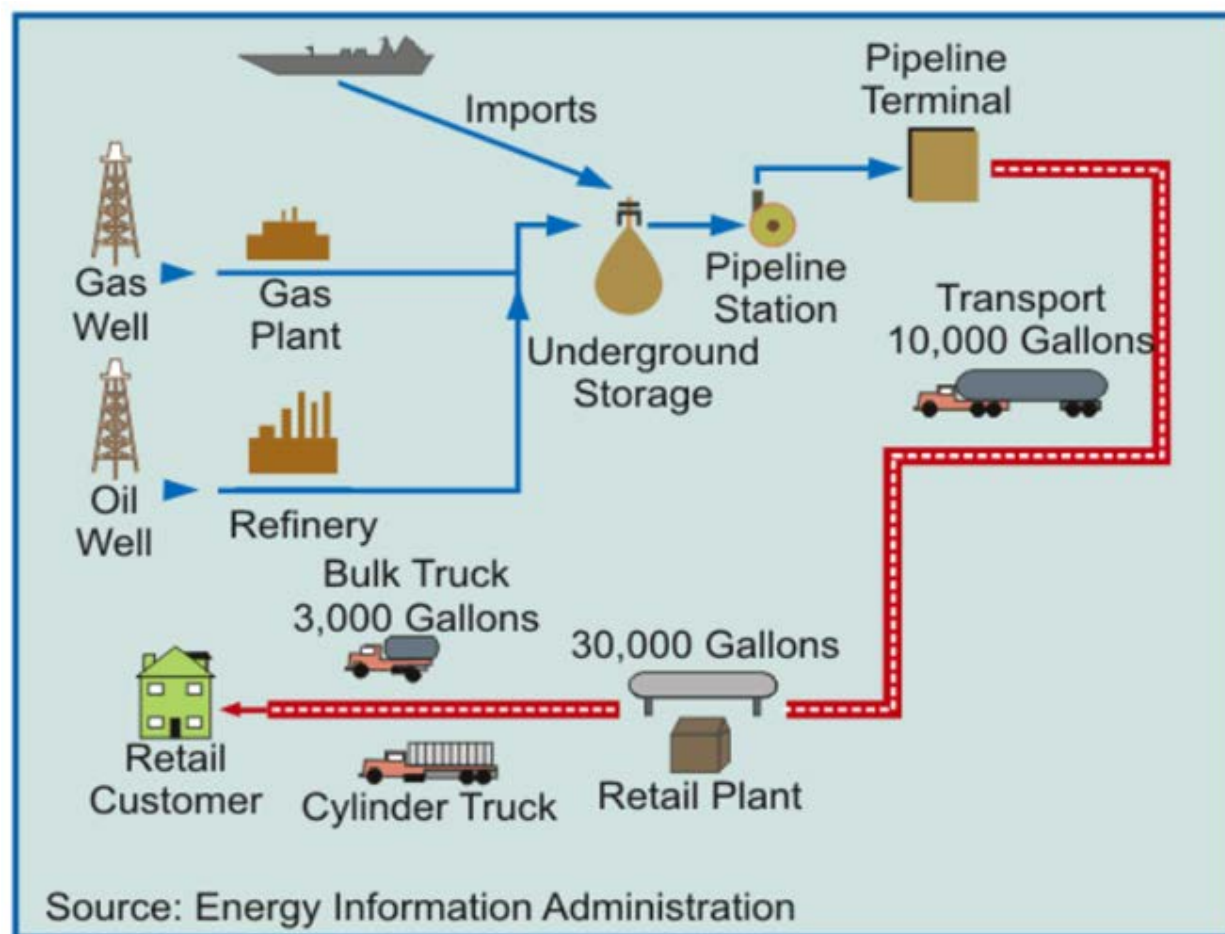 Imports
Pipeline
Terminal
Gas
Well
Gas
Plant
Underground
Storage
Pipeline
Station
Transport
10,000 Gallons
Oil
Well
Refinery
Bulk Truck
3,000 Gallons
30,000 Gallons
Retail
Customer
Cylinder Truck
Retail Plant
Source: Energy Information Administration